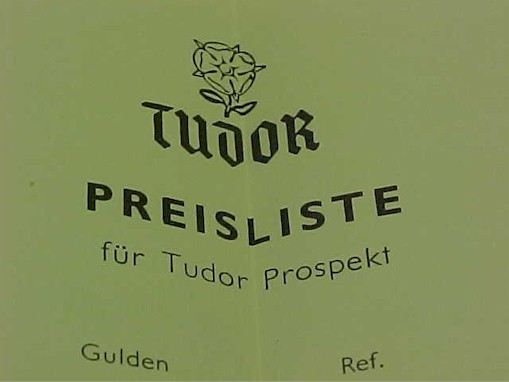 TUDOR
PREISLISTE
für Tudor Prospekt
Gulden Ref.